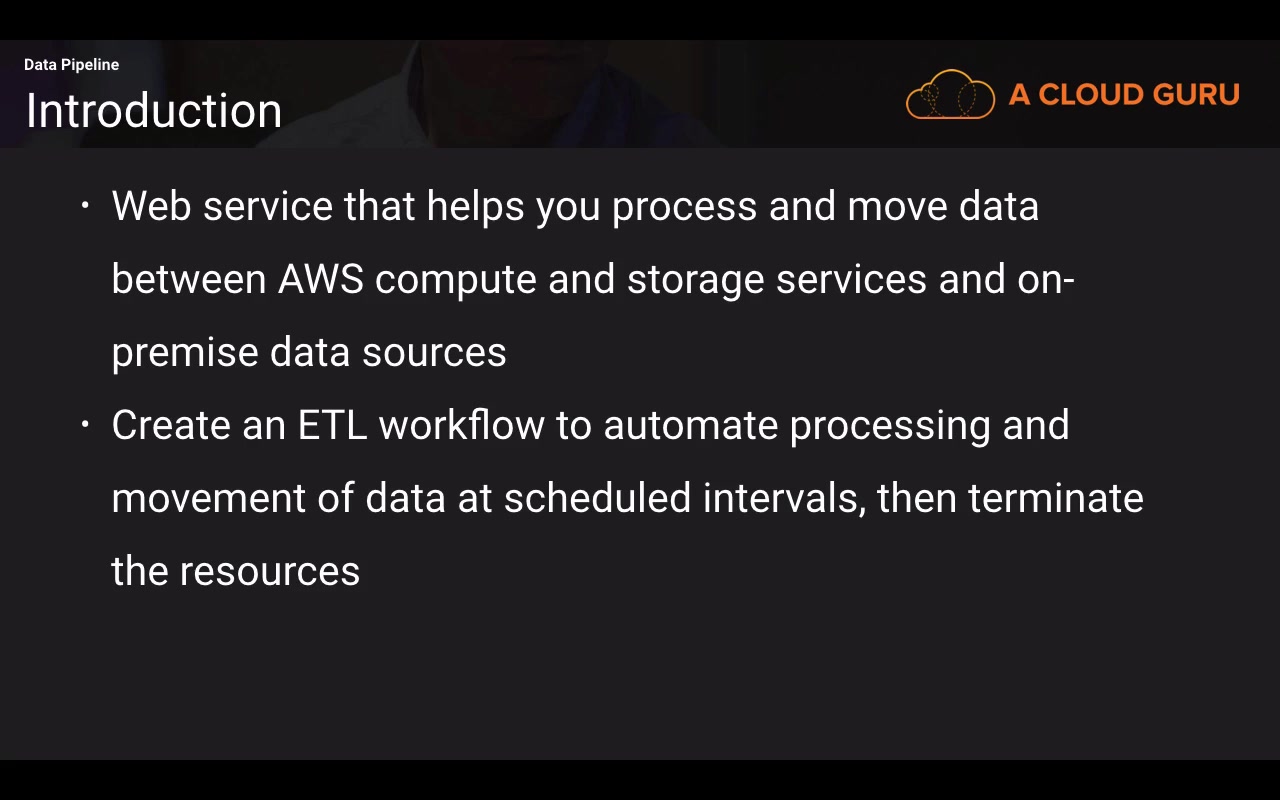 Data Pipeline
Introduction
A CLOUD GURU
• Web service that helps you process and move data
between AWS compute and storage services and on-
premise data sources
• Create an ETL workflow to automate processing and
movement of data at scheduled intervals, then terminate
the resources